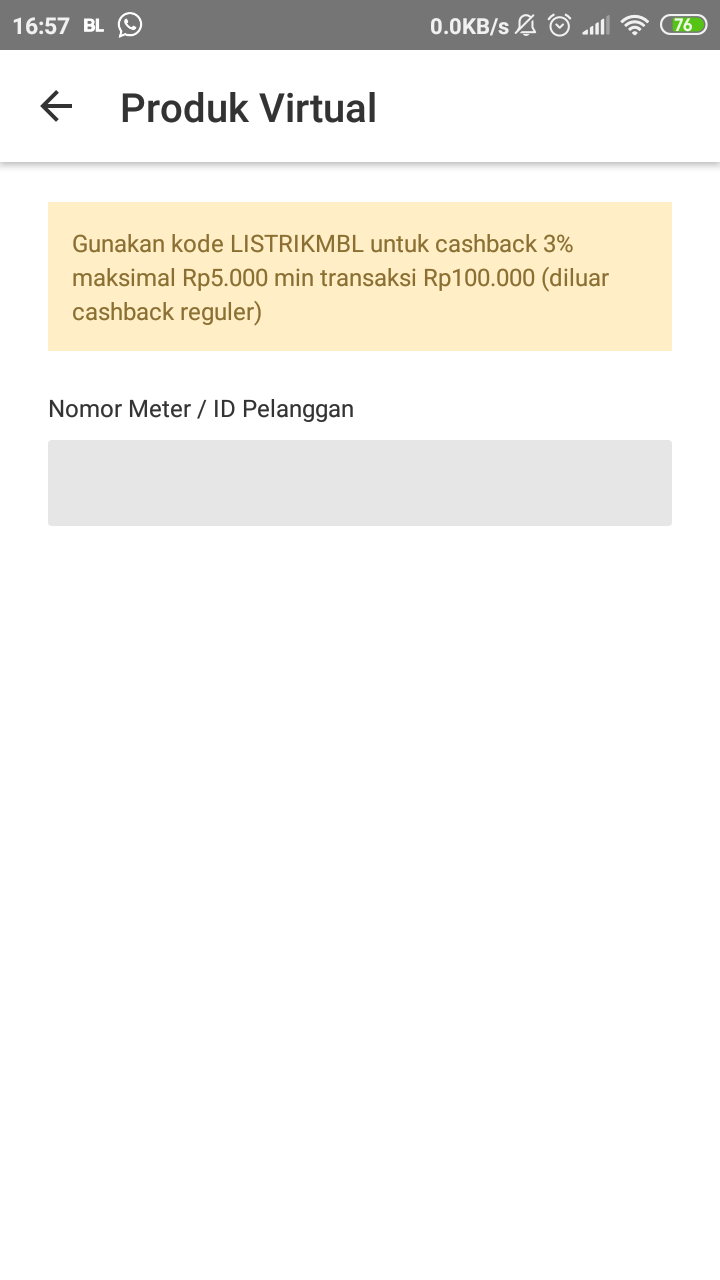 16:57 BL 0.0KB/s 76
Produk Virtual
Gunakan kode LISTRIKMBL untuk cashback 3%
maksimal Rp5.000 min transaksi Rp100.000 (diluar
cashback reguler)
Nomor Meter / ID Pelanggan